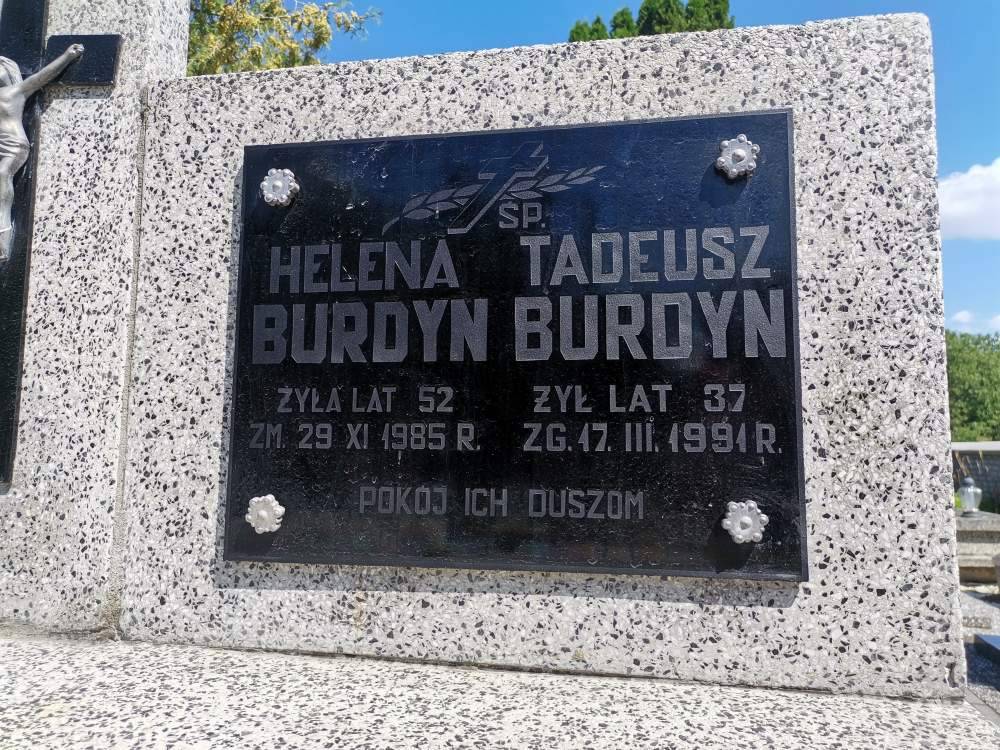 ŚP.
HELENA TADEUSZ
BURDYN BURDYN
ŻYŁA LAT 52 ŻYŁ LAT 37
ZM. 29 XI 1985 R. ZG. 17. III. 1991 R.
POKÓJ ICH DUSZOM